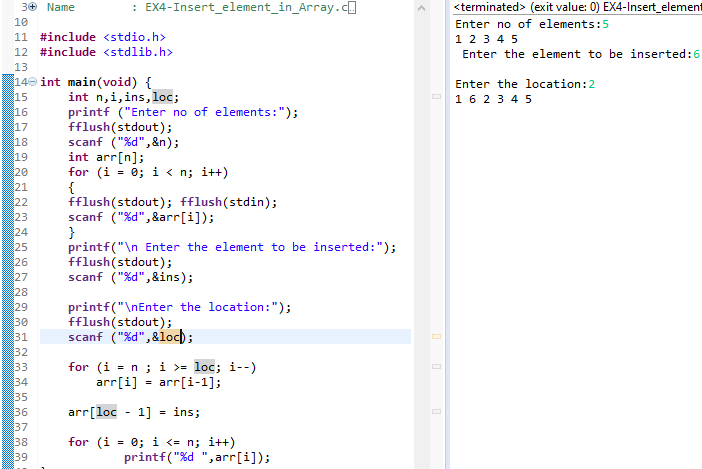 3 Name : EX4-Insert_element_in_Array.c
10
11 #include <stdio.h>
12 #include <stdlib.h>
13
14 int main(void) {
15 int n,i,ins,loc;
16 printf ("Enter no of elements:");
17 fflush(stdout);
18 scanf ("%d",&n);
19 int arr[n];
20 for (i = 0; i < n; i++)
21 {
22 fflush(stdout); fflush(stdin);
23 scanf ("%d",&arr[i]);
24 }
25 printf("\n Enter the element to be inserted:");
26 fflush(stdout);
27 scanf ("%d",&ins);
28
29 printf("\nEnter the location:");
30 fflush(stdout);
31 scanf ("%d",&loc);
32
33 for (i = n ; i >= loc; i--)
34 arr[i] = arr[i-1];
35
36 arr[loc - 1] = ins;
37
38 for (i = 0; i <= n; i++)
39 printf("%d ",arr[i]);
<terminated> (exit value: 0) EX4-Insert_element
Enter no of elements:5
1 2 3 4 5
Enter the element to be inserted:6
Enter the location:2
1 6 2 3 4 5